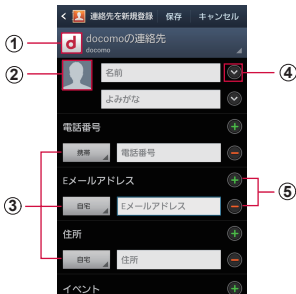 連絡先を新規登録 保存 キャンセル
① d docomoの連絡先
docomo
② 名前 ④
よみがな
電話番号
携帯 電話番号
Eメールアドレス
③ 自宅 Eメールアドレス ⑤
住所
自宅 住所
イベント